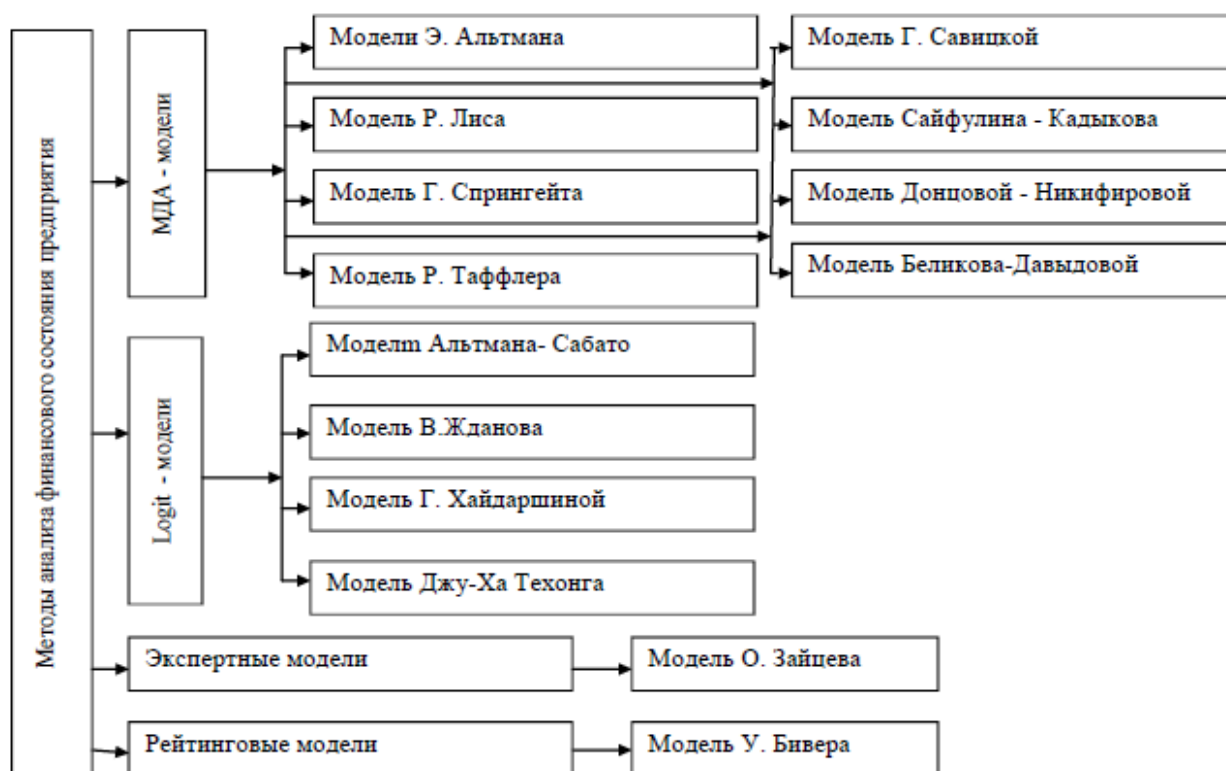 Методы анализа финансового состояния предприятия
МДА - модели
Модели Э. Альтмана
Модель Р. Лиса
Модель Г. Спрингейта
Модель Р. Таффлера
Модель Г. Савицкой
Модель Сайфулина - Кадыкова
Модель Донцовой - Никифировой
Модель Беликова-Давыдовой
Logit - модели
Моделm Альтмана- Сабато
Модель В.Жданова
Модель Г. Хайдаршиной
Модель Джу-Ха Техонга
Экспертные модели
Модель О. Зайцева
Рейтинговые модели
Модель У. Бивера